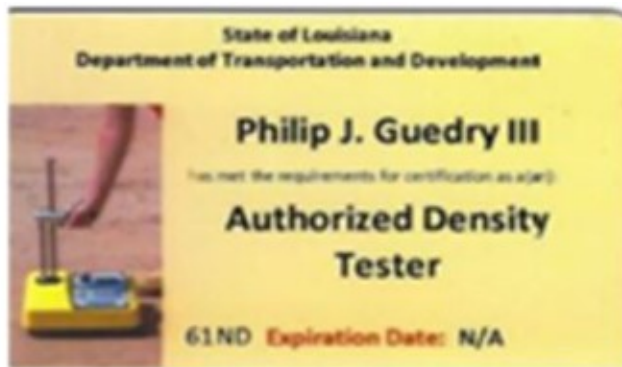 State of Louisiana
Department of Transportation and Development
Philip J. Guedry III
has met the requirements for certification as a(an):
Authorized Density
Tester
61ND Expiration Date: N/A